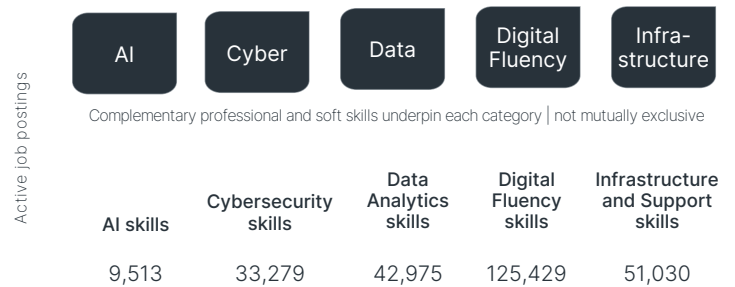 AI
Cyber
Data
Digital
Fluency
Infra-
structure
Complementary professional and soft skills underpin each category | not mutually exclusive
Active job postings
AI skills
Cybersecurity
skills
Data
Analytics
skills
Digital
Fluency
skills
Infrastructure
and Support
skills
9,513
33,279
42,975
125,429
51,030